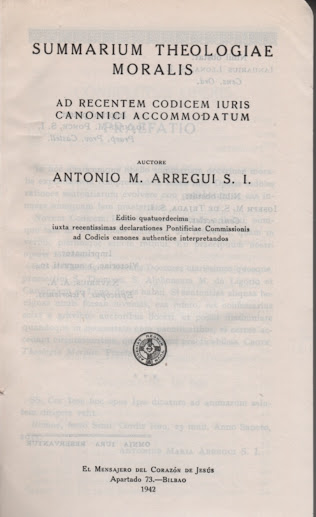 SUMMARIUM THEOLOGIAE
MORALIS
AD RECENTEM CODICEM IURIS
CANONICI ACCOMMODATUM
AUCTORE
ANTONIO M. ARREGUI S. I.
Editio quatuordecima
iuxta recentissimas declarationes Pontificiae Commissionis
ad Codicis canones authentice interpretandos
EL MENSAJERO DEL CORAZÓN DE JESÚS
Apartado 73.—BILBAO
1942